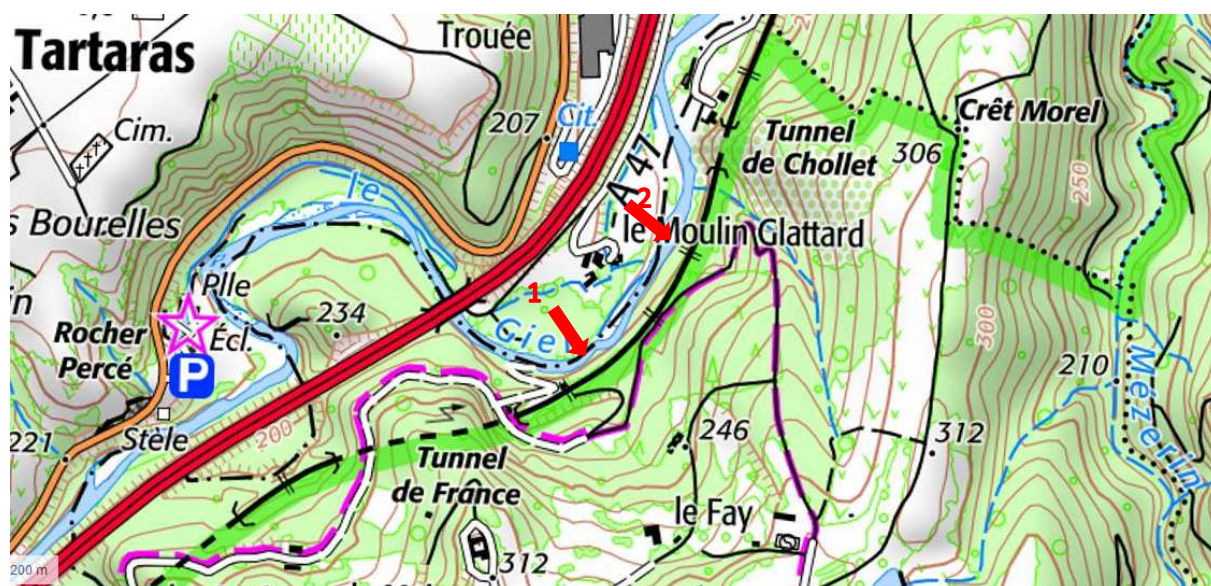 Tartaras
Trouée
Cim.
207
Cit.
Crêt Morel
Tunnel
de Chollet
306
250
A 47
2
s Bourelles
le
le Moulin Glattard
in
Plle
1
234
300
Rocher
Percé
Écl.
Gier
P
210
Mézerin
Stèle
200
221
246
312
Tunnel
de France
le Fay
312
200 m